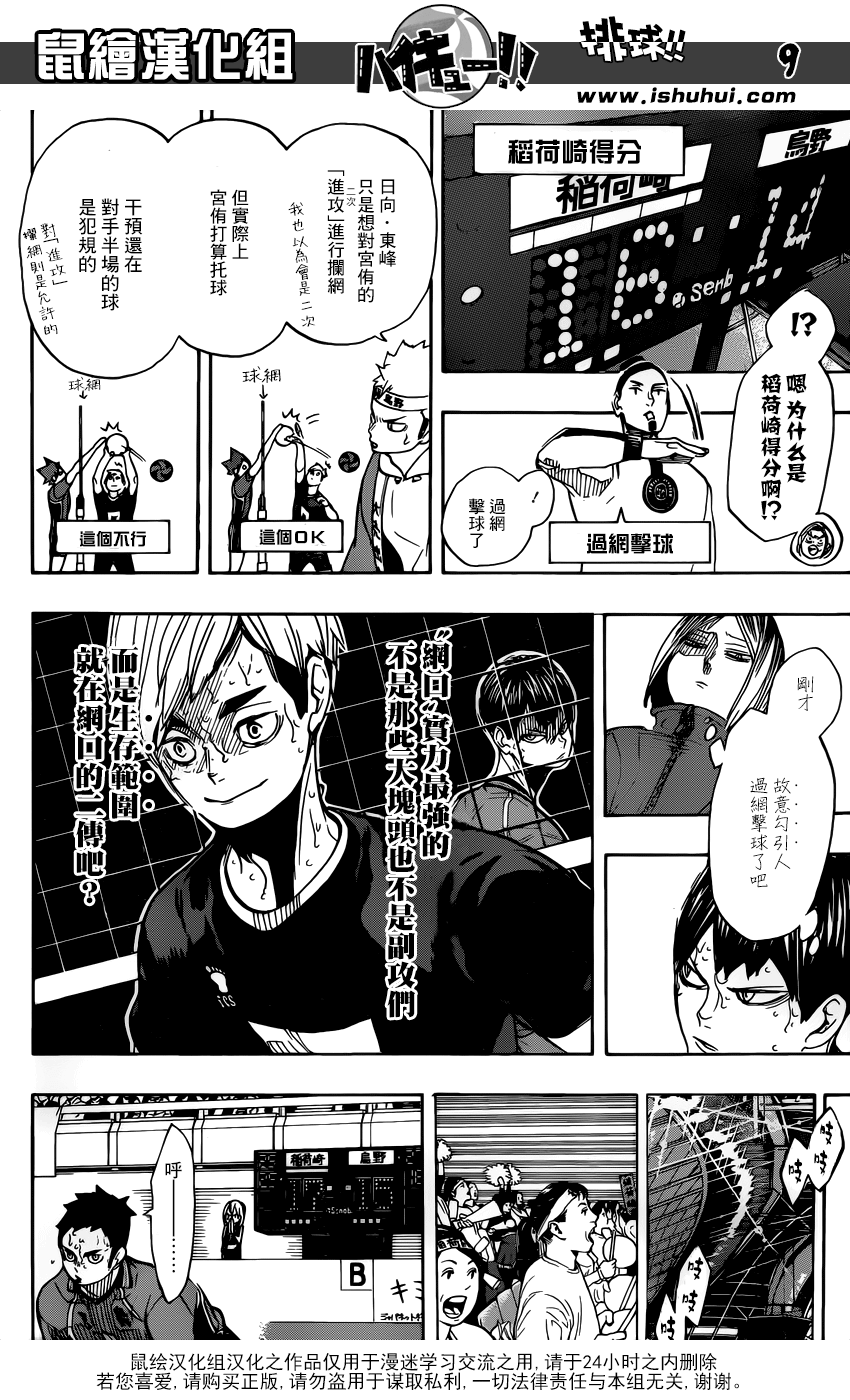 鼠繪漢化組
ハイキュー!!
排球!!
9
www.ishuhui.com
稻荷崎得分
稲荷崎
烏野
16
14
!?
嗯 为什么是
稻荷崎得分啊!?
過網擊球
!
過網
擊球了
日向・東峰
只是想對宮侑的
二次
「進攻」進行攔網
我也以為會是二次
但實際上
宮侑打算托球
干預還在
對手半場的球
是犯規的
對「進攻」
攔網則是允許的
烏野
球網
這個OK
球網
這個不行
剛才
故意勾引人
過網擊球了吧
〝網口〞實力最強的
不是那些大塊頭也不是副攻們
而是生存範圍
就在網口的二傳吧?
ics
吱
吱
吱
吱
呼——
稲荷崎
烏野
B
キミ
鼠绘汉化组汉化之作品仅用于漫迷学习交流之用, 请于24小时之内删除
若您喜爱, 请购买正版, 请勿盗用于谋取私利, 一切法律责任与本组无关, 谢谢。